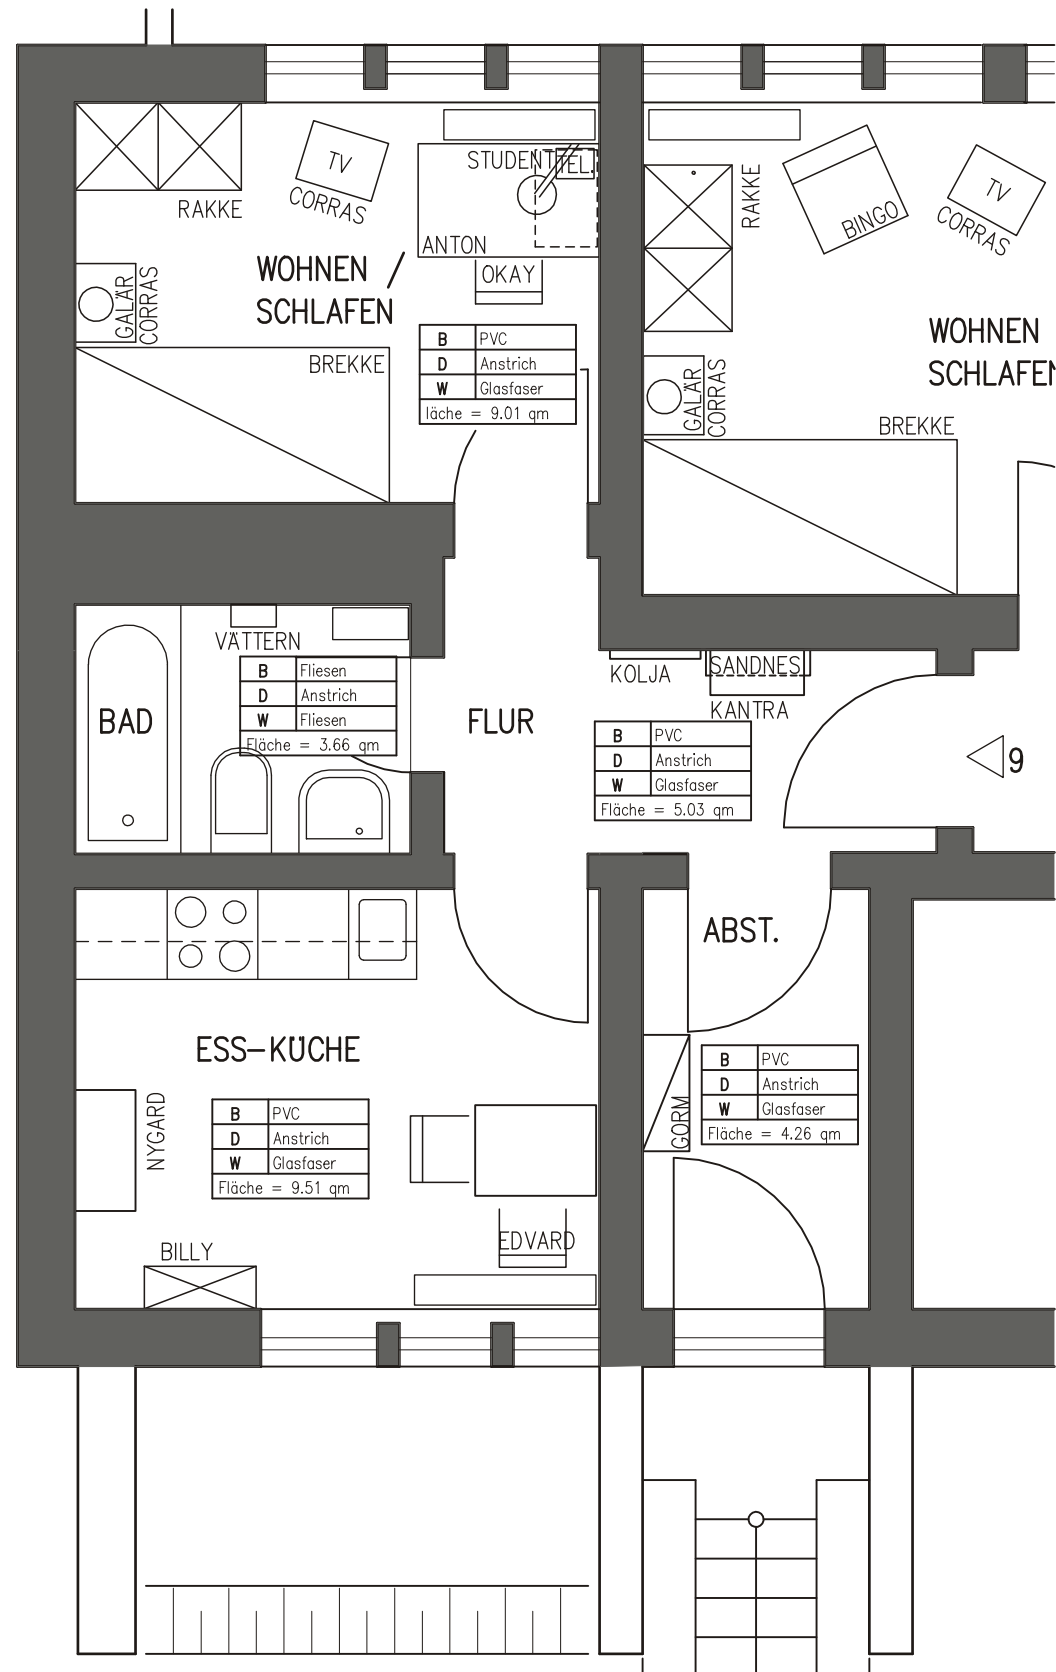 TV
CORRAS
RAKKE
STUDENT
TEL.
ANTON
OKAY
WOHNEN /
SCHLAFEN
GALÄR
CORRAS
BREKKE
B PVC
D Anstrich
W Glasfaser
läche = 9.01 qm
RAKKE
BINGO
TV
CORRAS
WOHNEN
SCHLAFEN
GALÄR
CORRAS
BREKKE
VÄTTERN
BAD
B Fliesen
D Anstrich
W Fliesen
Fläche = 3.66 qm
FLUR
KOLJA
SANDNES
KANTRA
B PVC
D Anstrich
W Glasfaser
Fläche = 5.03 qm
9
ABST.
ESS-KÜCHE
NYGARD
B PVC
D Anstrich
W Glasfaser
Fläche = 9.51 qm
GORM
B PVC
D Anstrich
W Glasfaser
Fläche = 4.26 qm
EDVARD
BILLY